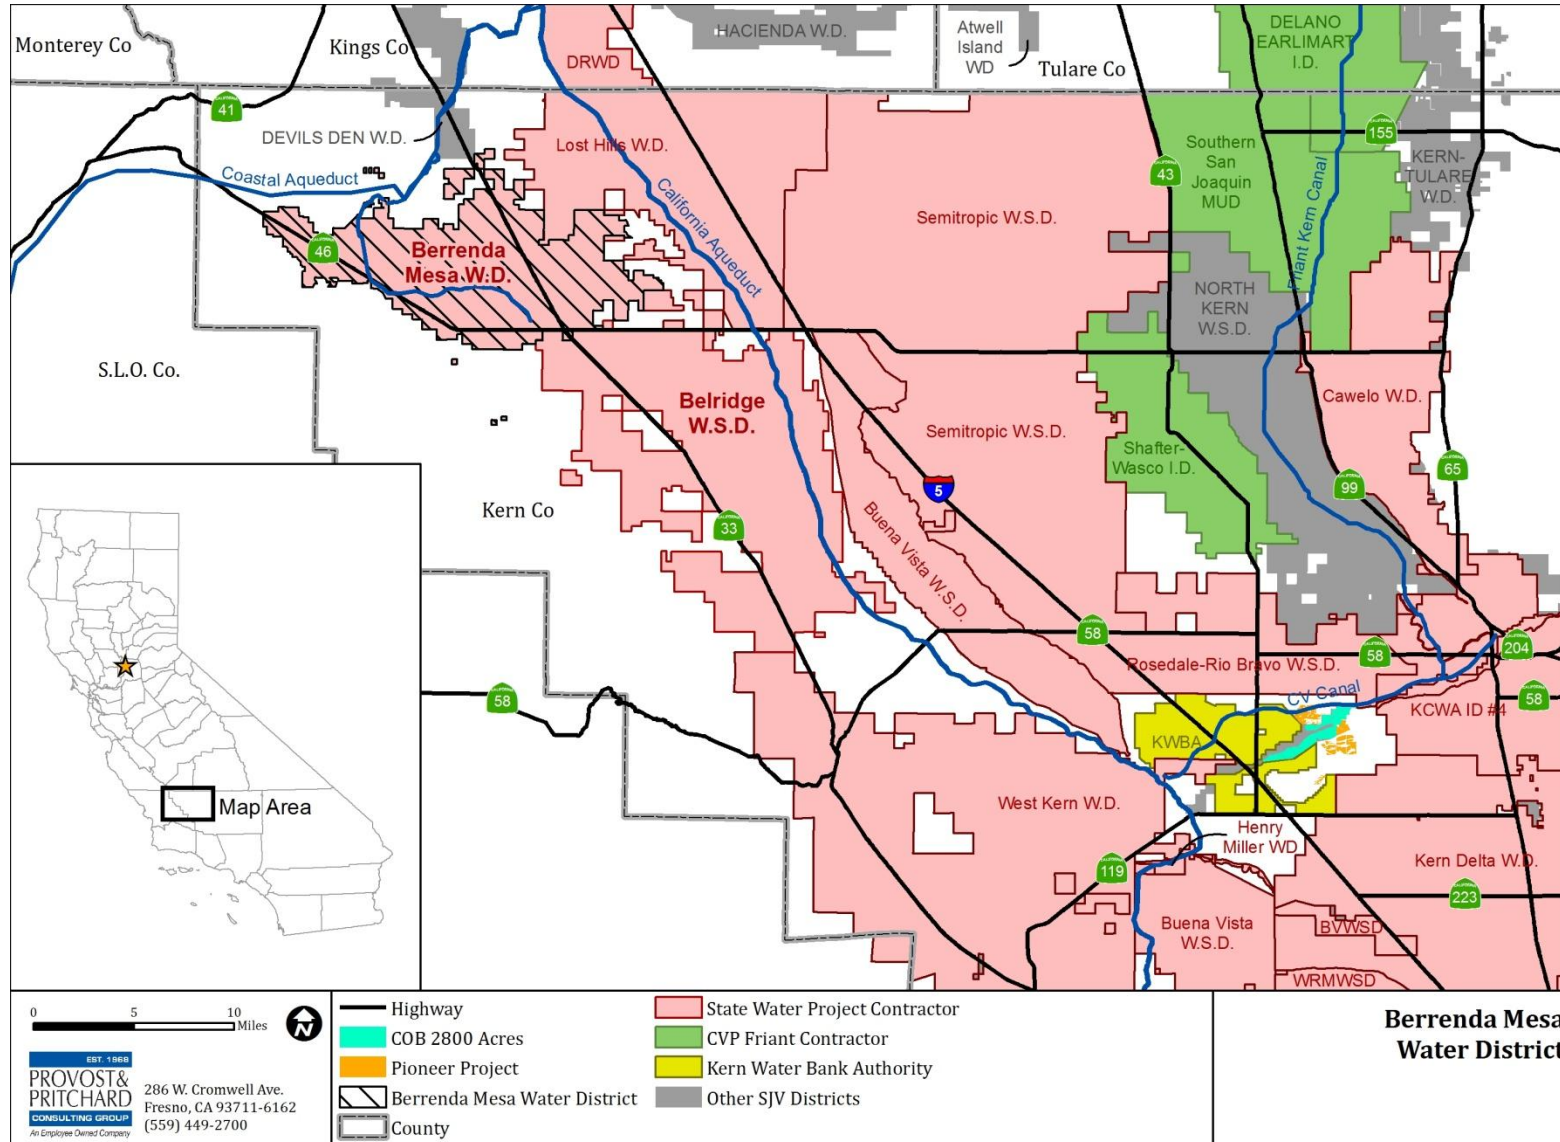 Monterey Co
Kings Co
HACIENDA W.D.
Atwell
Island
WD
Tulare Co
DELANO
EARLIMART
I.D.
DRWD
41
DEVILS DEN W.D.
Lost Hills W.D.
155
Southern
San
Joaquin
MUD
KERN-
TULARE
W.D.
43
Coastal Aqueduct
California Aqueduct
Semitropic W.S.D.
Friant Kern Canal
46
Berrenda
Mesa W.D.
NORTH
KERN
W.S.D.
S.L.O. Co.
Belridge
W.S.D.
Cawelo W.D.
Semitropic W.S.D.
Shafter-
Wasco I.D.
65
99
5
Kern Co
33
Buena Vista W.S.D.
58
58
204
Rosedale-Rio Bravo W.S.D.
58
58
CV Canal
KCWA ID #4
KWBA
Map Area
West Kern W.D.
Henry
Miller WD
Kern Delta W.D.
119
223
Buena Vista
W.S.D.
BVWSD
WRMWSD
0 5 10
Miles
N
EST. 1968
PROVOST&
PRITCHARD
CONSULTING GROUP
An Employee Owned Company
286 W. Cromwell Ave.
Fresno, CA 93711-6162
(559) 449-2700
Highway
COB 2800 Acres
Pioneer Project
Berrenda Mesa Water District
County
State Water Project Contractor
CVP Friant Contractor
Kern Water Bank Authority
Other SJV Districts
Berrenda Mesa
Water District